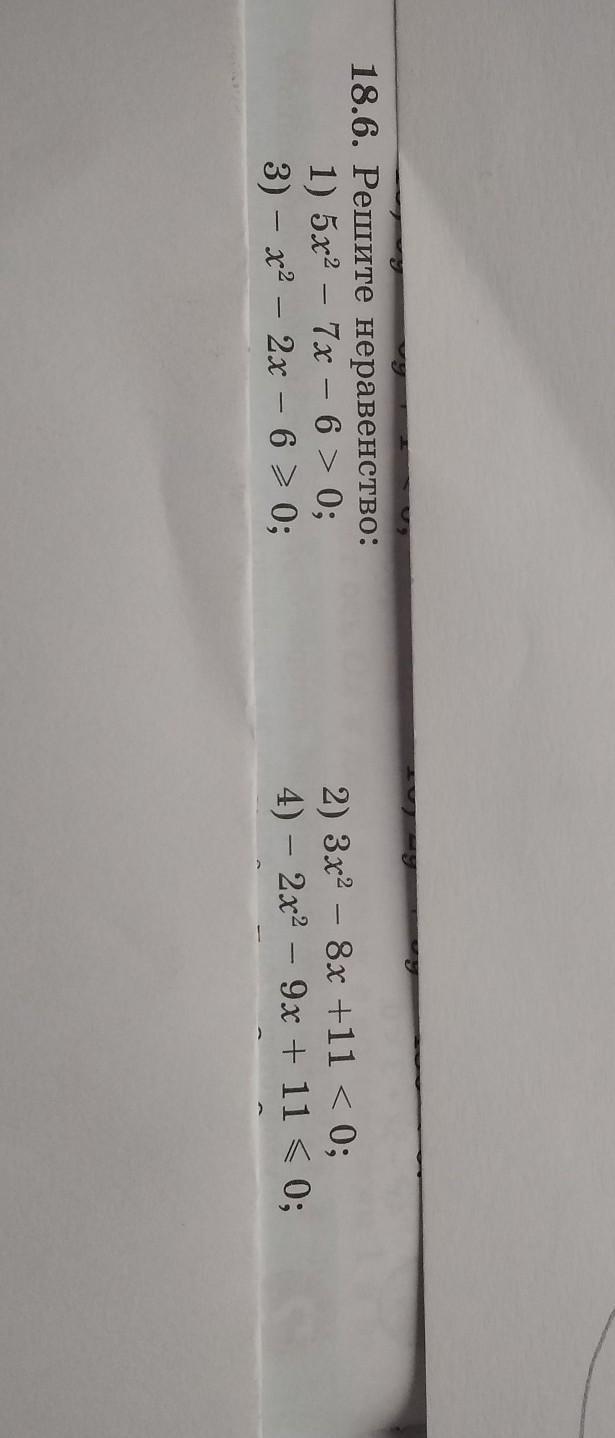 18.6. Решите неравенство:
1) 5x² − 7x − 6 > 0;
2) 3x² − 8x +11 < 0;
3) − x² − 2x − 6 ⩾ 0;
4) − 2x² − 9x + 11 ⩽ 0;